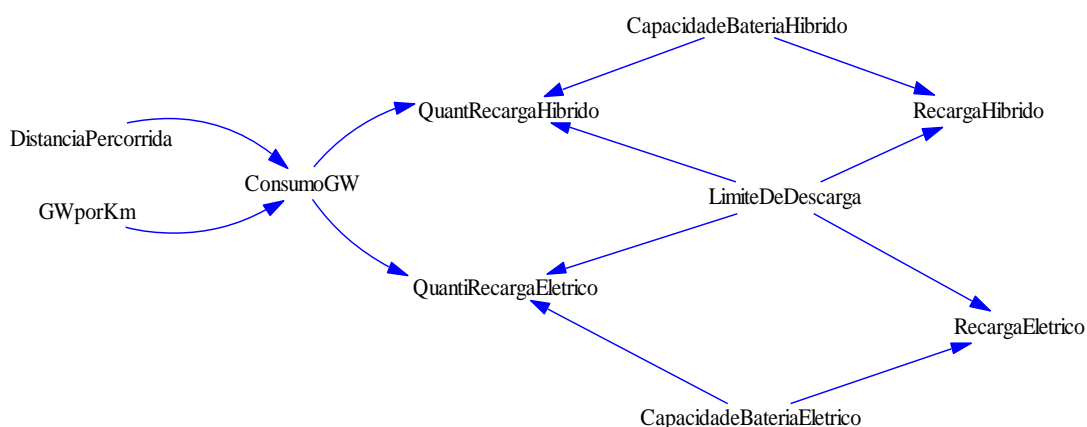 CapacidadeBateriaHibrido
QuantRecargaHibrido
RecargaHibrido
DistanciaPercorrida
ConsumoGW
LimiteDeDescarga
GWporKm
QuantiRecargaEletrico
RecargaEletrico
CapacidadeBateriaEletrico